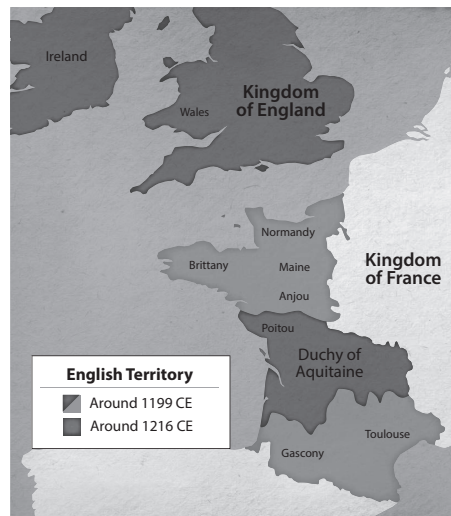 Ireland
Kingdom
of England
Wales
Normandy
Brittany
Maine
Anjou
Kingdom
of France
Poitou
Duchy of
Aquitaine
Toulouse
Gascony
English Territory
Around 1199 CE
Around 1216 CE